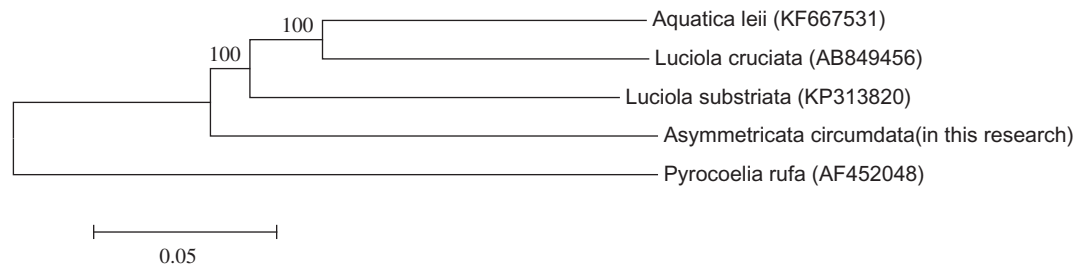 Aquatica leii (KF667531)
100
Luciola cruciata (AB849456)
100
Luciola substriata (KP313820)
Asymmetricata circumdata(in this research)
Pyrocoelia rufa (AF452048)
0.05